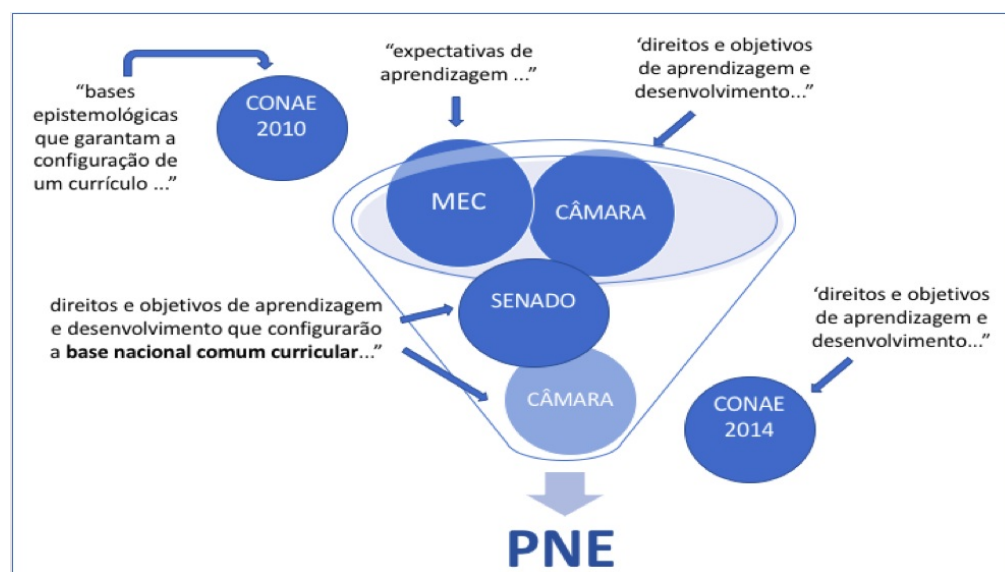 “bases
epistemológicas
que garantam a
configuração de
um currículo ...”
CONAE
2010
“expectativas de
aprendizagem ...”
‘direitos e objetivos
de aprendizagem e
desenvolvimento...”
MEC
CÂMARA
SENADO
direitos e objetivos de aprendizagem
e desenvolvimento que configurarão
a base nacional comum curricular...”
CÂMARA
‘direitos e objetivos
de aprendizagem e
desenvolvimento...”
CONAE
2014
PNE